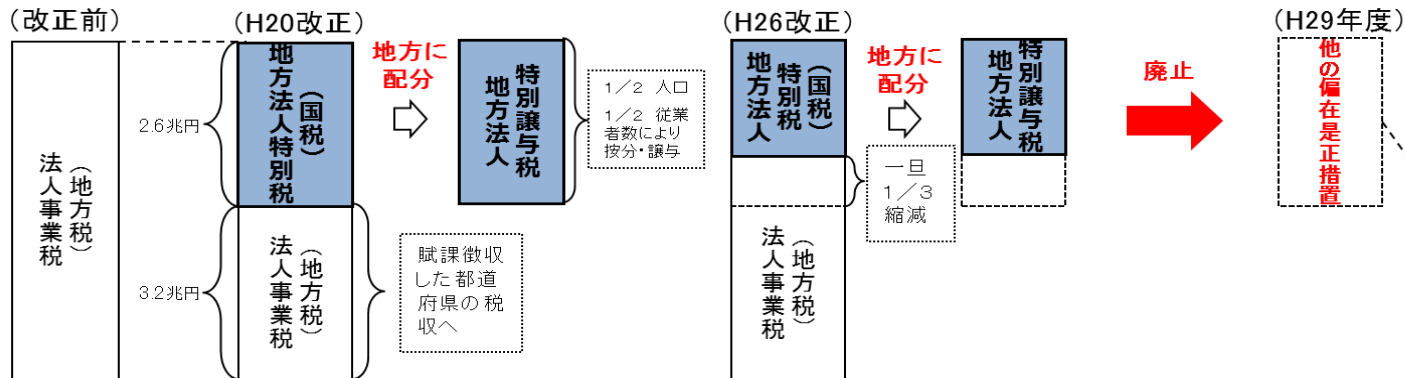 （改正前）
（地方税）
法人事業税
（H20改正）
2.6兆円
（国税）
地方法人特別税
3.2兆円
（地方税）
法人事業税
地方に
配分
特別譲与税
地方法人
1／2 人口
1／2 従業
者数により
按分・譲与
賦課徴収
した都道
府県の税
収へ
（H26改正）
（国税）
特別税
地方法人
（地方税）
法人事業税
地方に
配分
一旦
1／3
縮減
特別譲与税
地方法人
廃止
（H29年度）
他の偏在是正措置